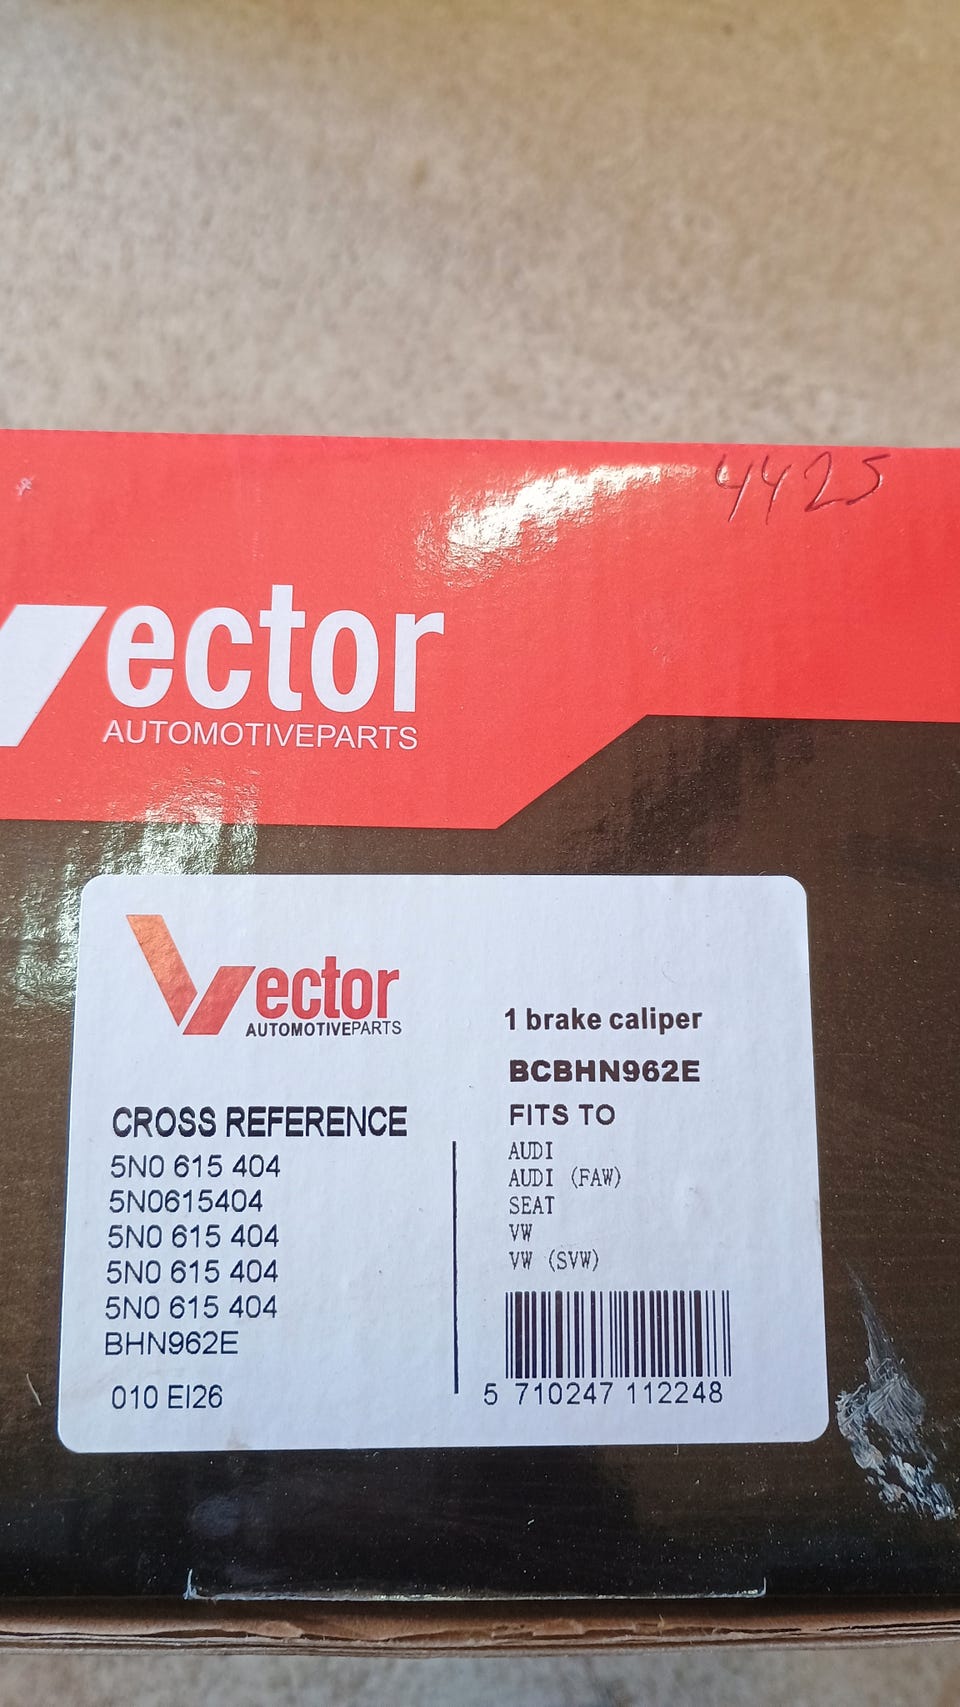 4425
Vector
AUTOMOTIVEPARTS
Vector
AUTOMOTIVEPARTS
CROSS REFERENCE
5N0 615 404
5N0615404
5N0 615 404
5N0 615 404
5N0 615 404
BHN962E
010 EI26
1 brake caliper
BCBHN962E
FITS TO
AUDI
AUDI (FAW)
SEAT
VW
VW (SVW)
5 710247 112248